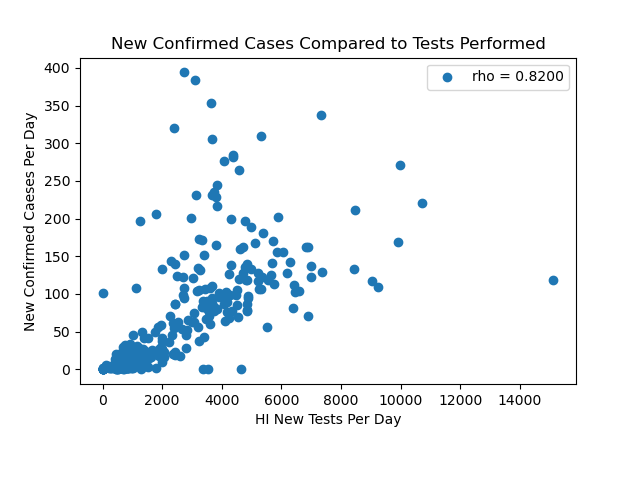 New Confirmed Cases Compared to Tests Performed
rho = 0.8200
New Confirmed Caeses Per Day
400
350
300
250
200
150
100
50
0
0 2000 4000 6000 8000 10000 12000 14000
HI New Tests Per Day